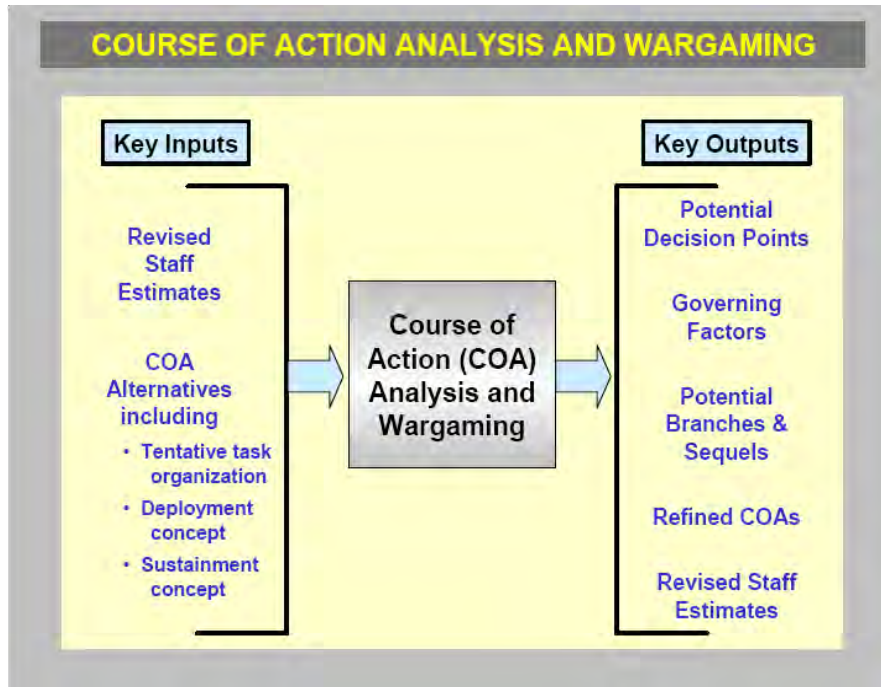 COURSE OF ACTION ANALYSIS AND WARGAMING
Key Inputs
Revised
Staff
Estimates
COA
Alternatives
including
• Tentative task
organization
• Deployment
concept
• Sustainment
concept
Course of
Action (COA)
Analysis and
Wargaming
Key Outputs
Potential
Decision Points
Governing
Factors
Potential
Branches &
Sequels
Refined COAs
Revised Staff
Estimates